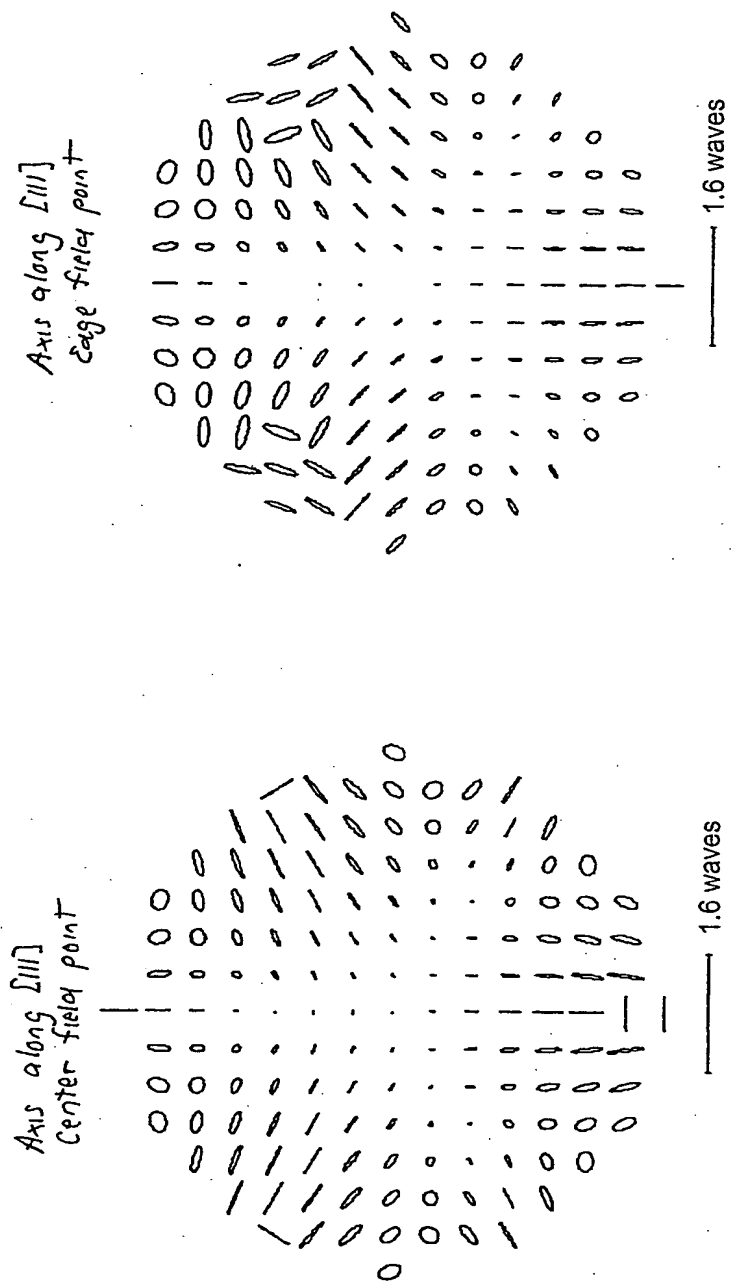 Axis along [111]
Center field point
1.6 waves
Axis along [111]
Edge field point
1.6 waves